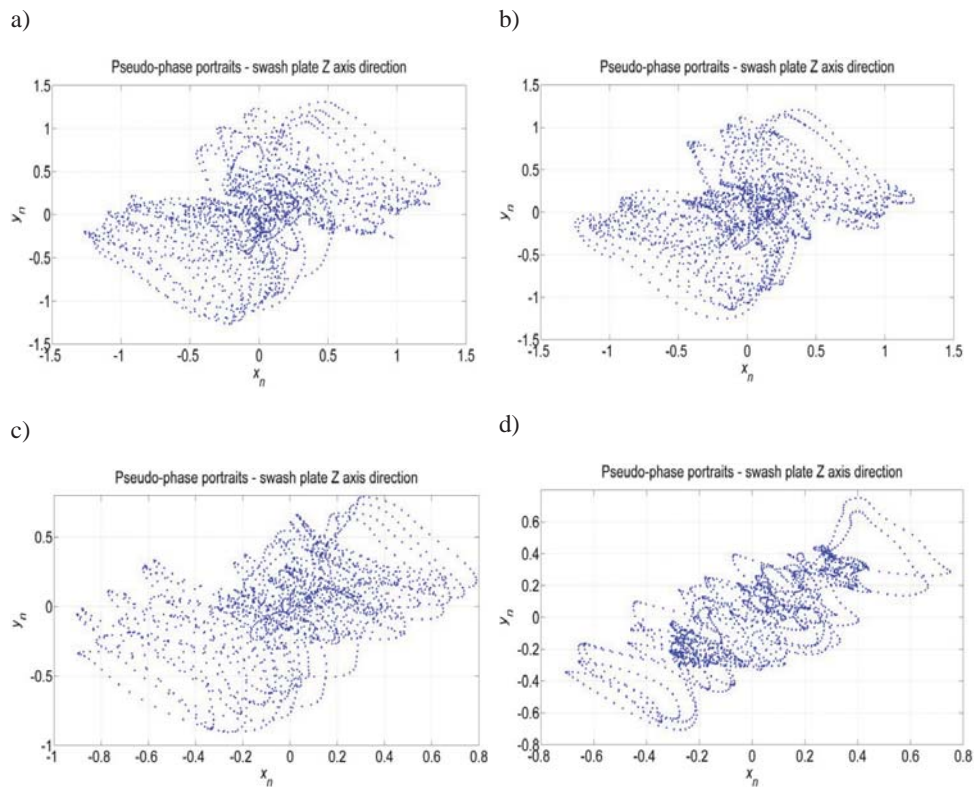 a)
b)
Pseudo-phase portraits - swash plate Z axis direction
1.5
1
0.5
0
-0.5
-1
-1.5
y_n
-1.5 -1 -0.5 0 0.5 1 1.5
x_n
Pseudo-phase portraits - swash plate Z axis direction
1.5
1
0.5
0
-0.5
-1
-1.5
y_n
-1.5 -1 -0.5 0 0.5 1 1.5
x_n
c)
d)
Pseudo-phase portraits - swash plate Z axis direction
0.5
0
-0.5
-1
y_n
-1 -0.8 -0.6 -0.4 -0.2 0 0.2 0.4 0.6 0.8
x_n
Pseudo-phase portraits - swash plate Z axis direction
0.6
0.4
0.2
0
-0.2
-0.4
-0.6
-0.8
y_n
-0.8 -0.6 -0.4 -0.2 0 0.2 0.4 0.6 0.8
x_n